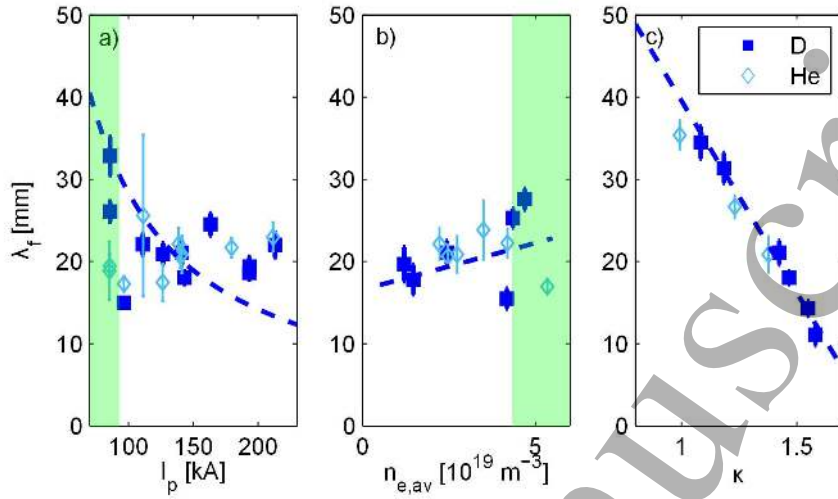 a) b) c)
D
He
50 50 50
40 40 40
30 30 30
20 20 20
10 10 10
0 0 0
λf [mm]
100 150 200
0 5
1 1.5
Ip [kA]
ne,av [10^19 m^−3]
κ
uscri